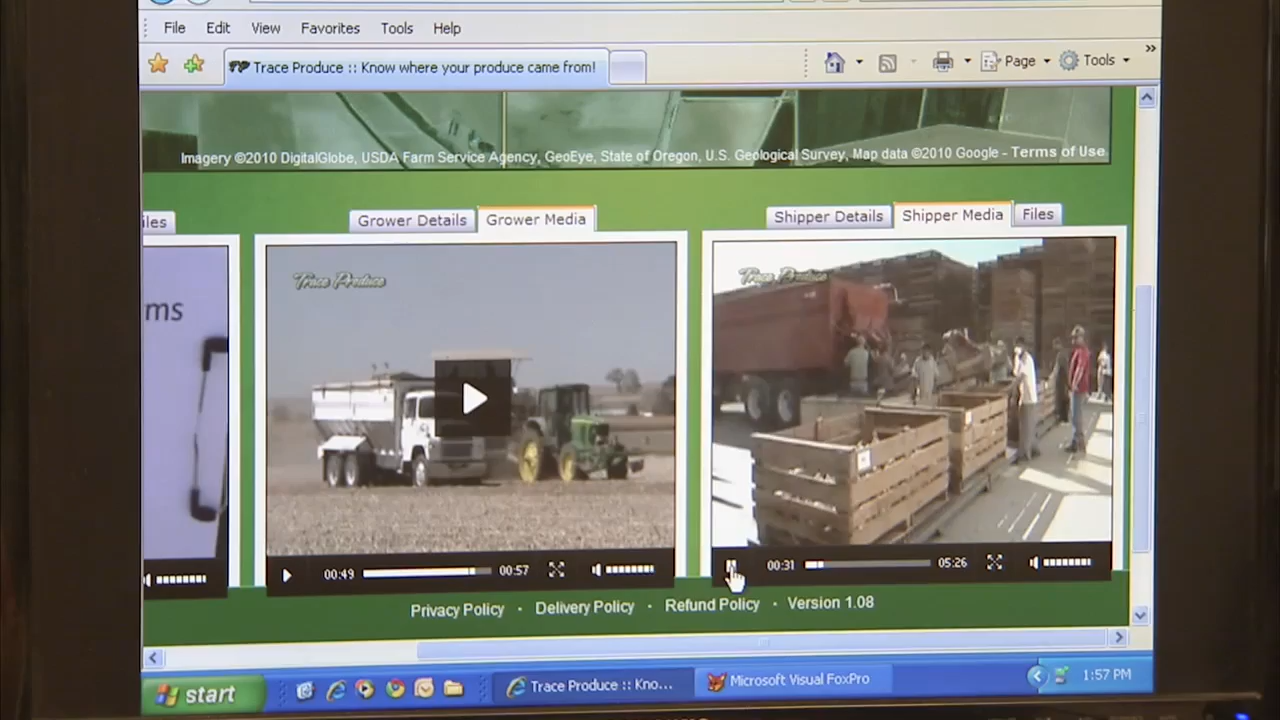 File Edit View Favorites Tools Help
TP Trace Produce :: Know where your produce came from!
Page Tools
Imagery ©2010 DigitalGlobe, USDA Farm Service Agency, GeoEye, State of Oregon, U.S. Geological Survey, Map data ©2010 Google - Terms of Use
iles Grower Details Grower Media Shipper Details Shipper Media Files
Trace Produce
Trace Produce
ms
00:49 00:57
00:31 05:26
Privacy Policy · Delivery Policy · Refund Policy · Version 1.08
start Trace Produce :: Kno... Microsoft Visual FoxPro 1:57 PM